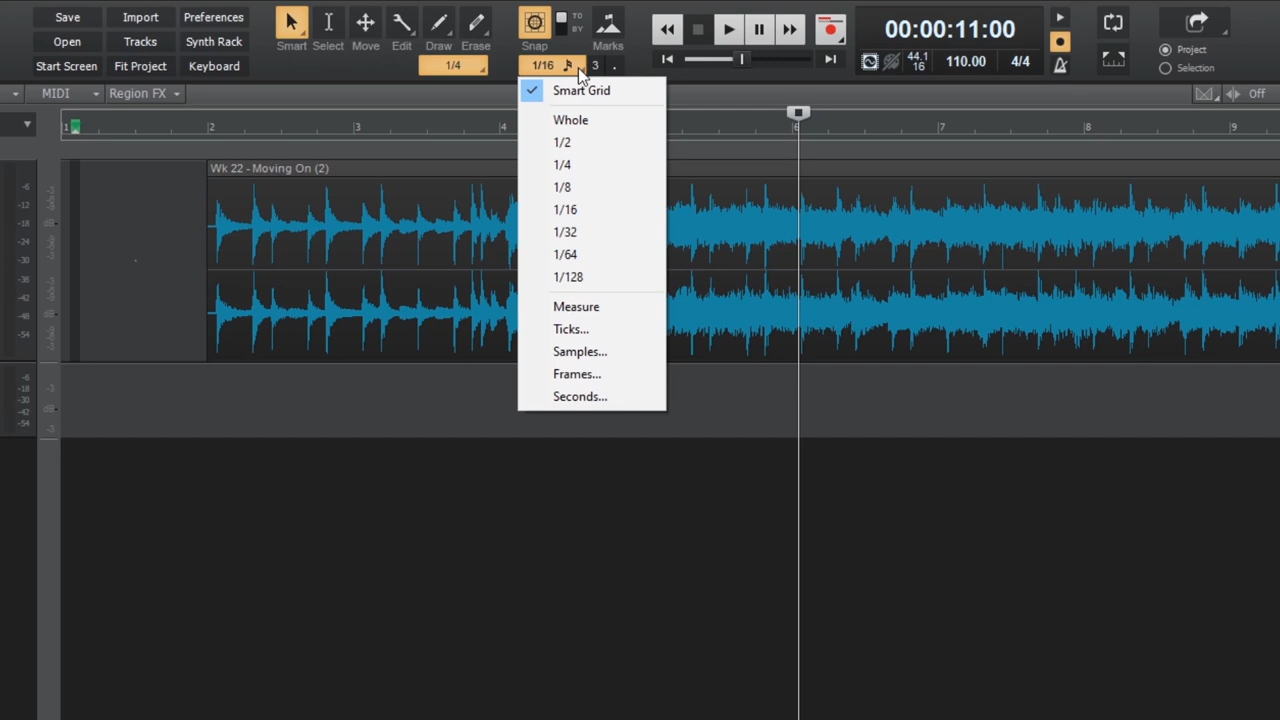 Save Import Preferences
Open Tracks Synth Rack
Start Screen Fit Project Keyboard
Smart Select Move Edit Draw Erase
1/4
TO
BY
Snap Marks
1/16 3 .
00:00:11:00
44.1
16 110.00 4/4
Project
Selection
MIDI Region FX Off
1 2 3 4 6 7 8 9
Smart Grid
Whole
1/2
1/4
1/8
1/16
1/32
1/64
1/128
Measure
Ticks...
Samples...
Frames...
Seconds...
Wk 22 - Moving On (2)
-6
-12
-18
-24
-30
-36
-42
-48
-54
-6
-18
-30
-42
-54
-3
dB-
-3